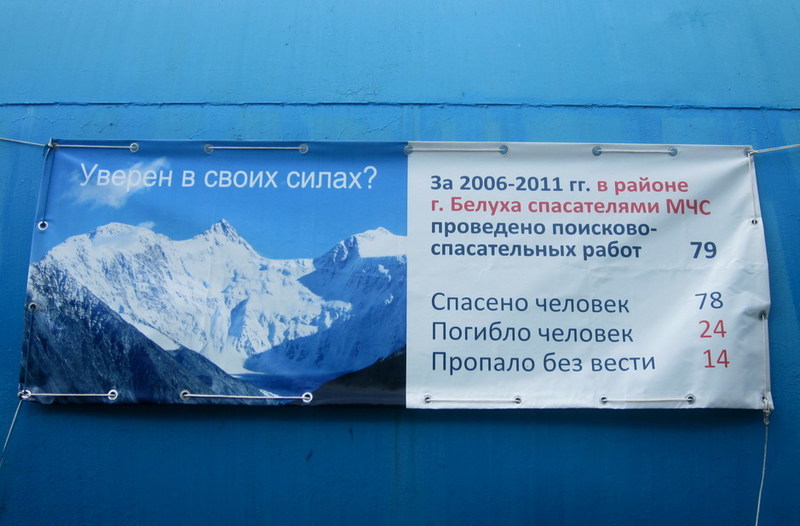 Уверен в своих силах?
За 2006-2011 гг. в районе
г. Белуха спасателями МЧС
проведено поисково-
спасательных работ 79
Спасено человек 78
Погибло человек 24
Пропало без вести 14